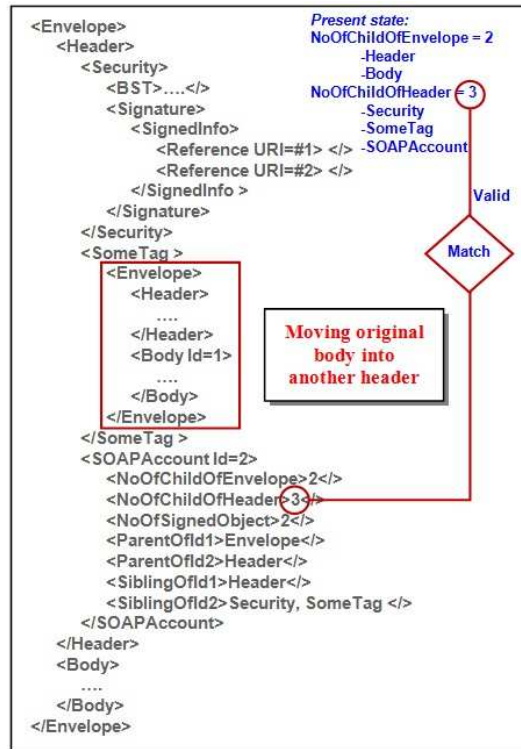 <Envelope>
<Header>
<Security>
<BST>....</>
<Signature>
<SignedInfo>
<Reference URI=#1> </>
<Reference URI=#2> </>
</SignedInfo >
</Signature>
</Security>
<SomeTag >
<Envelope>
<Header>
....
</Header>
<Body Id=1>
....
</Body>
</Envelope>
</SomeTag >
<SOAPAccount Id=2>
<NoOfChildOfEnvelope>2</>
<NoOfChildOfHeader>3</>
<NoOfSignedObject>2</>
<ParentOfId1>Envelope</>
<ParentOfId2>Header</>
<SiblingOfId1>Header</>
<SiblingOfId2>Security, SomeTag </>
</SOAPAccount>
</Header>
<Body>
....
</Body>
</Envelope>
Present state:
NoOfChildOfEnvelope = 2
-Header
-Body
NoOfChildOfHeader = 3
-Security
-SomeTag
-SOAPAccount
Valid
Match
Moving original
body into
another header